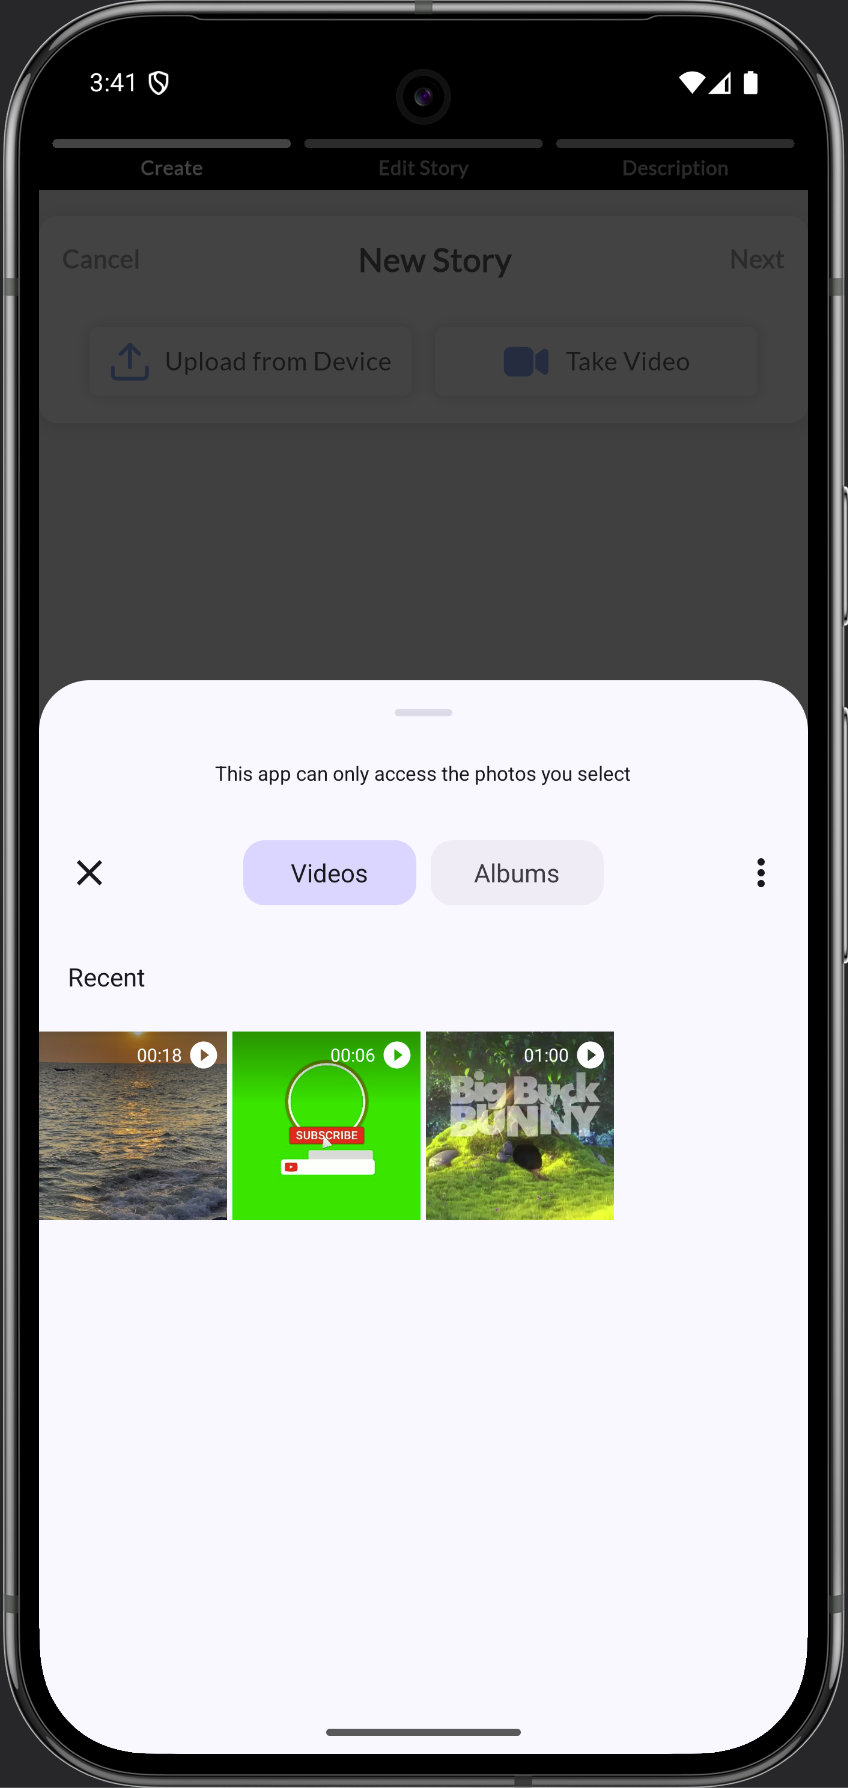 3:41
Create Edit Story Description
Cancel New Story Next
Upload from Device Take Video
This app can only access the photos you select
Videos Albums
Recent
00:18 00:06 01:00
Big Buck
BUNNY
SUBSCRIBE